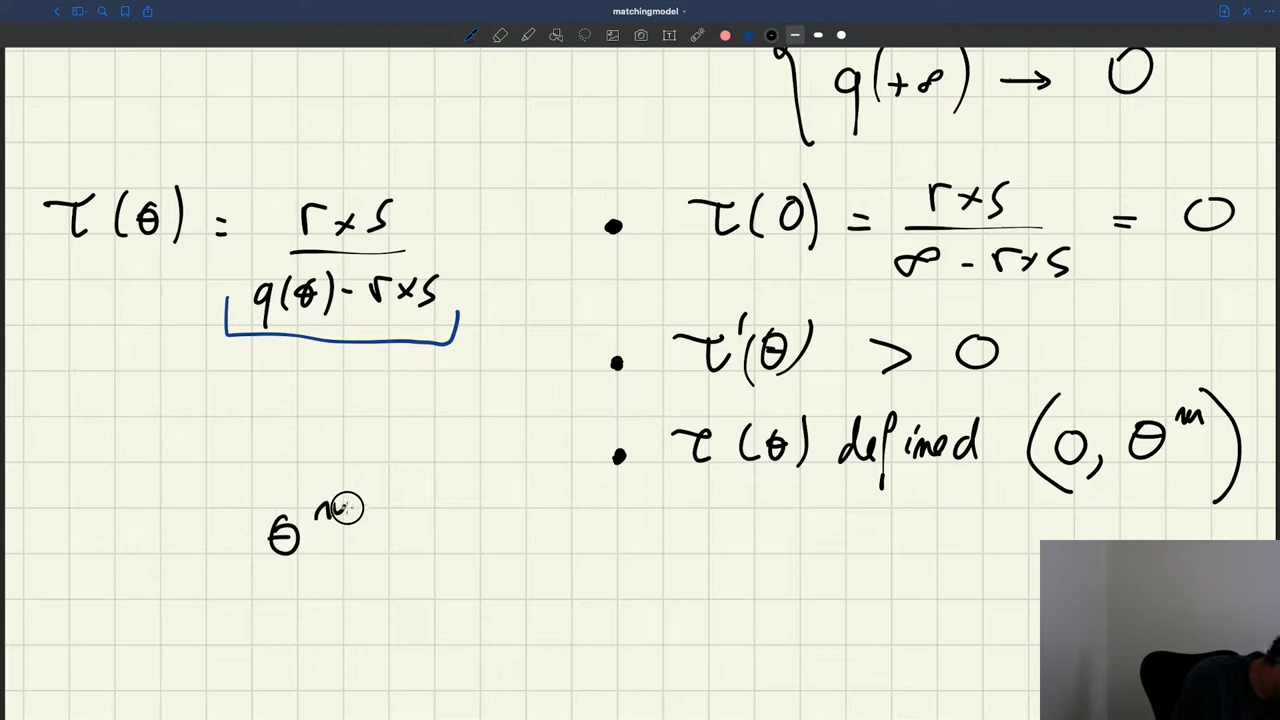 matchingmodel
q(+∞) → 0
τ(θ) = r×s / q(θ) - r×s
• τ(0) = r×s / ∞ - r×s = 0
• τ'(θ) > 0
• τ(θ) defined (0, θ^m)
θ^m